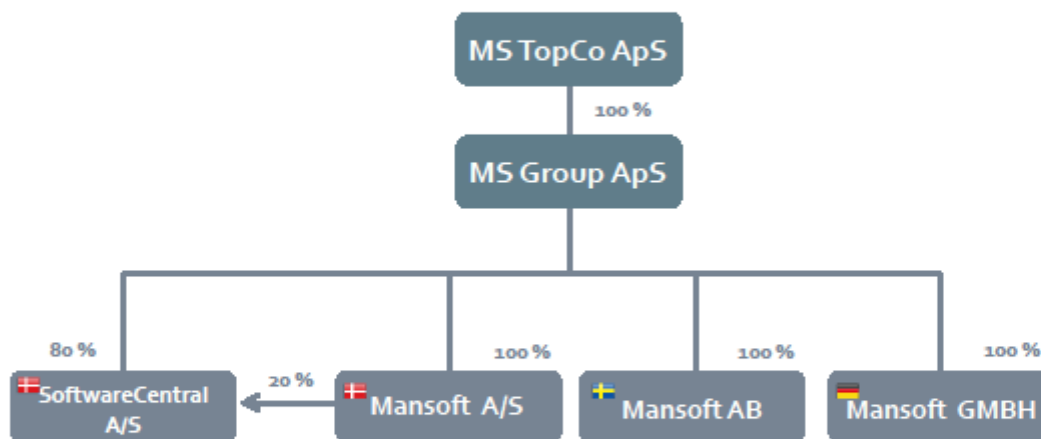 MS TopCo ApS
100 %
MS Group ApS
80 %
100 %
100 %
100 %
20 %
SoftwareCentral
A/S
Mansoft A/S
Mansoft AB
Mansoft GMBH